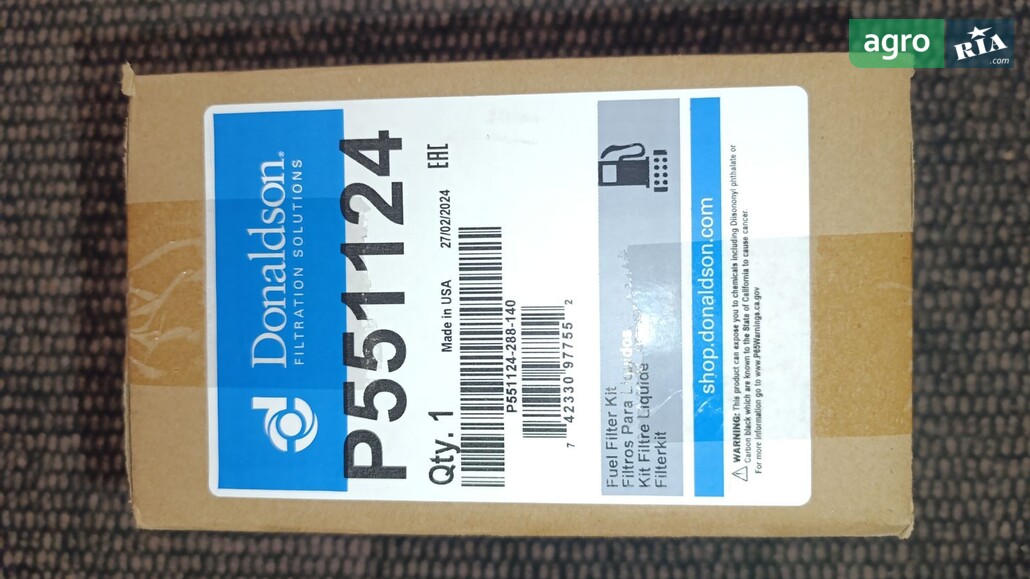 agro
RIA
.com
Donaldson®
FILTRATION SOLUTIONS
P551124
Qty. 1
Made in USA
27/02/2024
EAC
P551124-288-140
7 42330 97755 2
Fuel Filter Kit
Filtros Para Líquidos
Kit Filtre Liquide
Filterkit
shop.donaldson.com
WARNING: This product can expose you to chemicals including Diisononyl phthalate or
Carbon black which are known to the State of California to cause cancer.
For more information go to www.P65Warnings.ca.gov